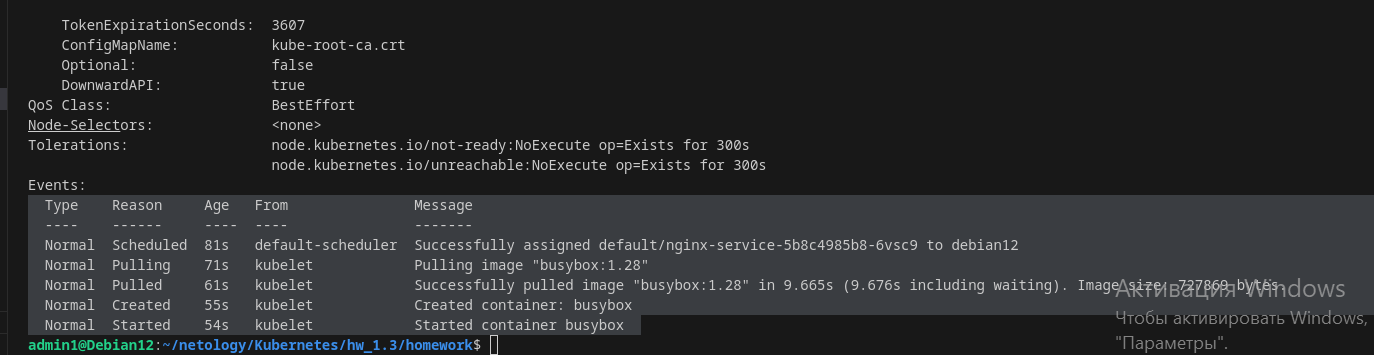 TokenExpirationSeconds:  3607
    ConfigMapName:           kube-root-ca.crt
    Optional:                false
    DownwardAPI:             true
QoS Class:                   BestEffort
Node-Selectors:              <none>
Tolerations:                 node.kubernetes.io/not-ready:NoExecute op=Exists for 300s
                             node.kubernetes.io/unreachable:NoExecute op=Exists for 300s
Events:
  Type    Reason     Age   From               Message
  ----    ------     ----  ----               -------
  Normal  Scheduled  81s   default-scheduler  Successfully assigned default/nginx-service-5b8c4985b8-6vsc9 to debian12
  Normal  Pulling    71s   kubelet            Pulling image "busybox:1.28"
  Normal  Pulled     61s   kubelet            Successfully pulled image "busybox:1.28" in 9.665s (9.676s including waiting). Image size: 727869 bytes.
  Normal  Created    55s   kubelet            Created container: busybox
  Normal  Started    54s   kubelet            Started container busybox
admin1@Debian12:~/netology/Kubernetes/hw_1.3/homework$
Активация Windows
Чтобы активировать Windows,
"Параметры".